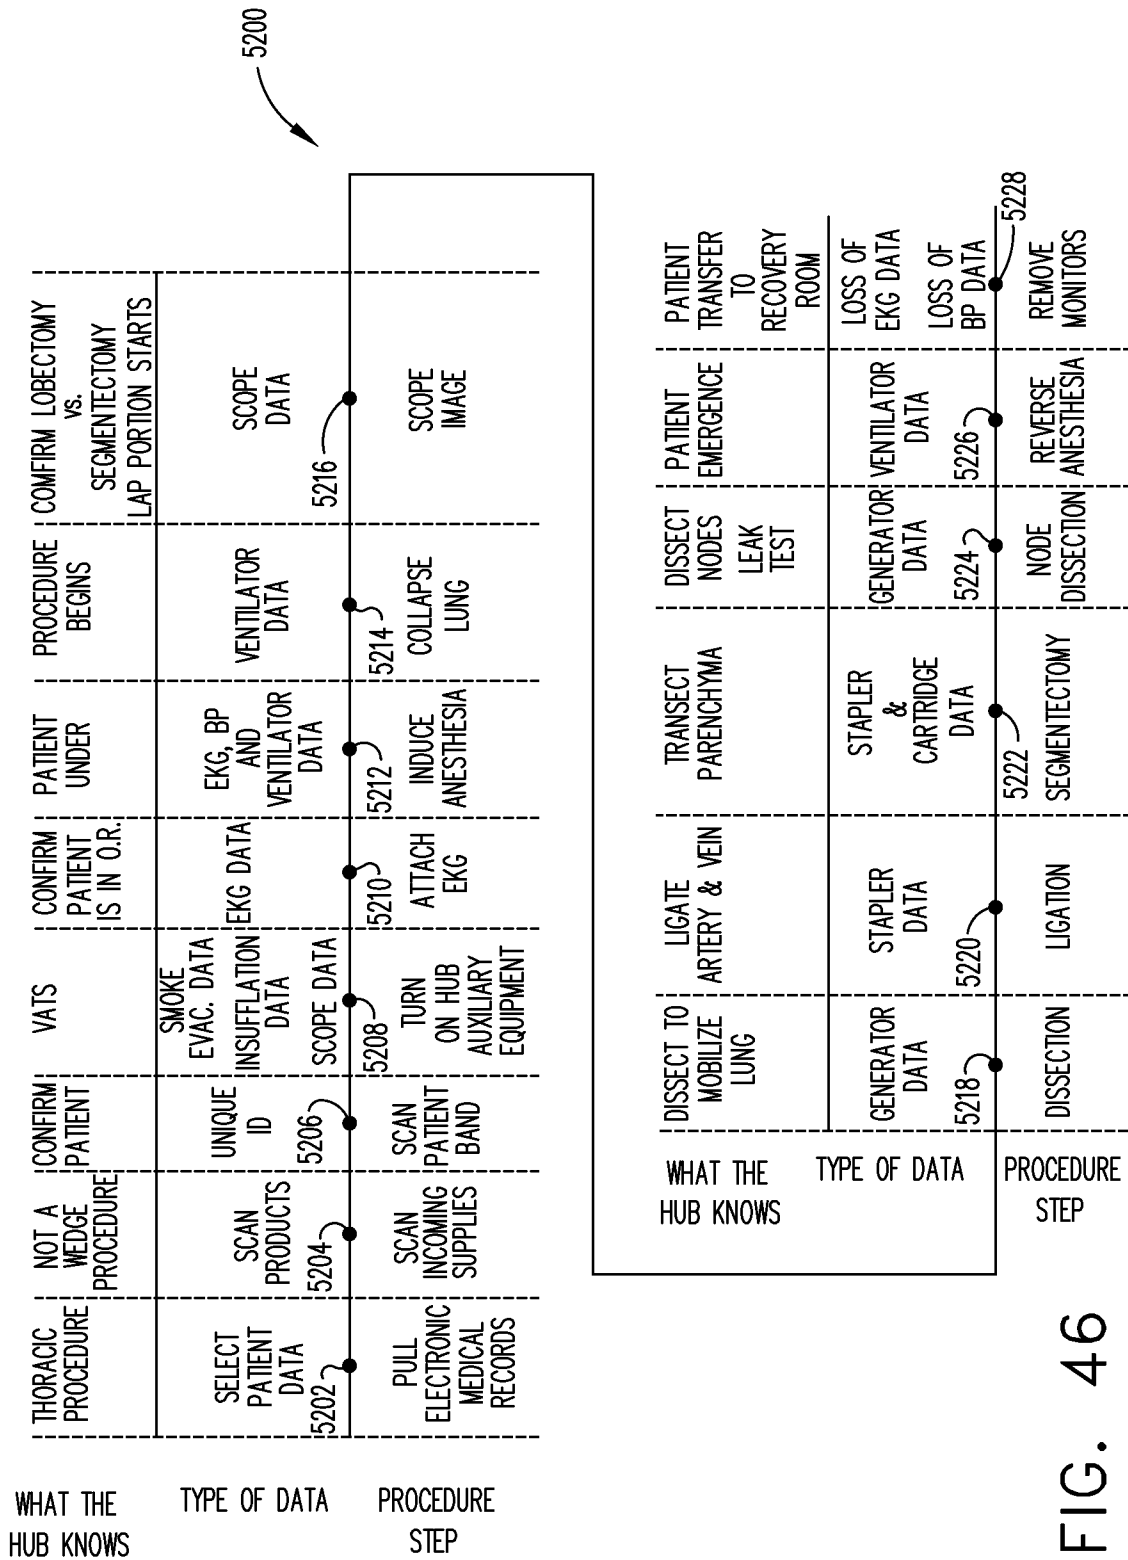 5200
WHAT THE
HUB KNOWS
THORACIC
PROCEDURE
NOT A
WEDGE
PROCEDURE
CONFIRM
PATIENT
VATS
CONFIRM
PATIENT
IS IN O.R.
PATIENT
UNDER
PROCEDURE
BEGINS
COMFIRM LOBECTOMY
vs.
SEGMENTECTOMY
LAP PORTION STARTS
TYPE OF DATA
SELECT
PATIENT
DATA
5202
SCAN
PRODUCTS
5204
UNIQUE
ID
5206
SMOKE
EVAC. DATA
INSUFFLATION
DATA
SCOPE DATA
5208
EKG DATA
5210
EKG, BP
AND
VENTILATOR
DATA
5212
VENTILATOR
DATA
5214
SCOPE
DATA
5216
PROCEDURE
STEP
PULL
ELECTRONIC
MEDICAL
RECORDS
SCAN
INCOMING
SUPPLIES
SCAN
PATIENT
BAND
TURN
ON HUB
AUXILIARY
EQUIPMENT
ATTACH
EKG
INDUCE
ANESTHESIA
COLLAPSE
LUNG
SCOPE
IMAGE
WHAT THE
HUB KNOWS
DISSECT TO
MOBILIZE
LUNG
LIGATE
ARTERY & VEIN
TRANSECT
PARENCHYMA
DISSECT
NODES
LEAK
TEST
PATIENT
EMERGENCE
PATIENT
TRANSFER
TO
RECOVERY
ROOM
TYPE OF DATA
GENERATOR
DATA
5218
STAPLER
DATA
5220
STAPLER
&
CARTRIDGE
DATA
5222
GENERATOR
DATA
5224
VENTILATOR
DATA
5226
LOSS OF
EKG DATA
LOSS OF
BP DATA
5228
PROCEDURE
STEP
DISSECTION
LIGATION
SEGMENTECTOMY
NODE
DISSECTION
REVERSE
ANESTHESIA
REMOVE
MONITORS
FIG. 46